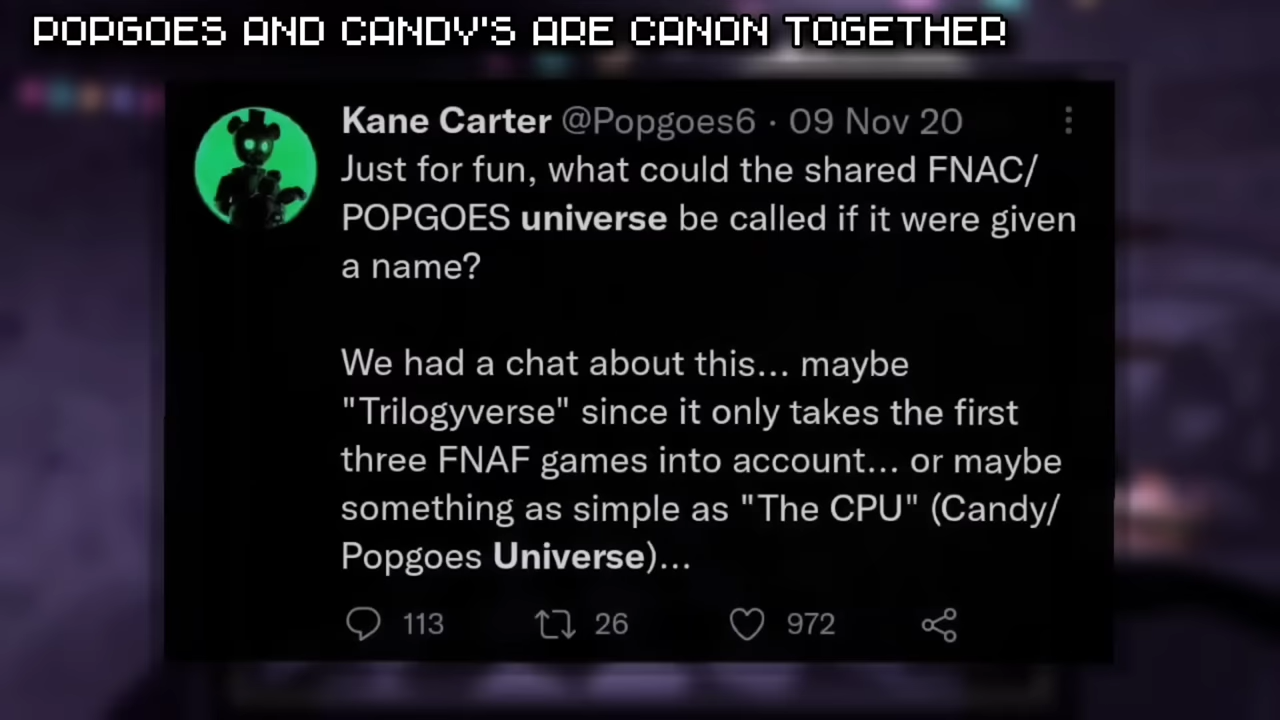 POPGOES AND CANDY'S ARE CANON TOGETHER
Kane Carter @Popgoes6 · 09 Nov 20
Just for fun, what could the shared FNAC/
POPGOES universe be called if it were given
a name?
We had a chat about this... maybe
"Trilogyverse" since it only takes the first
three FNAF games into account... or maybe
something as simple as "The CPU" (Candy/
Popgoes Universe)...
113 26 972